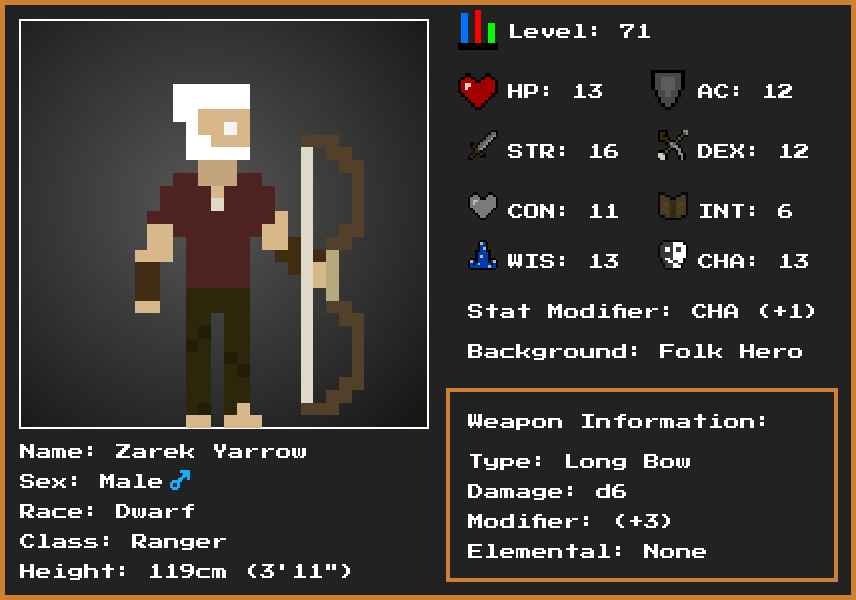 Level: 71
HP: 13 AC: 12
STR: 16 DEX: 12
CON: 11 INT: 6
WIS: 13 CHA: 13
Stat Modifier: CHA (+1)
Background: Folk Hero
Weapon Information:
Type: Long Bow
Damage: d6
Modifier: (+3)
Elemental: None
Name: Zarek Yarrow
Sex: Male♂
Race: Dwarf
Class: Ranger
Height: 119cm (3'11")